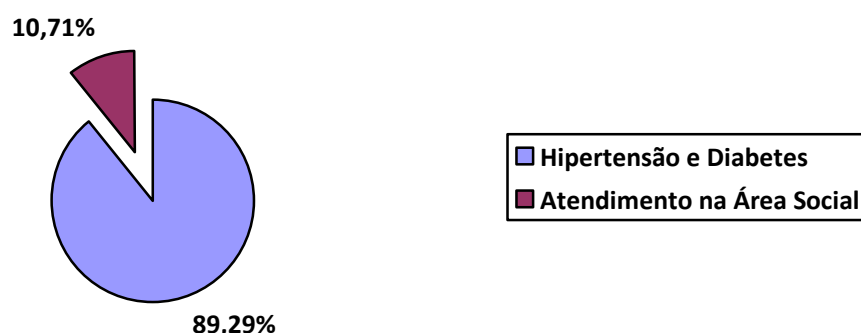 10,71%
Hipertensão e Diabetes
Atendimento na Área Social
89,29%